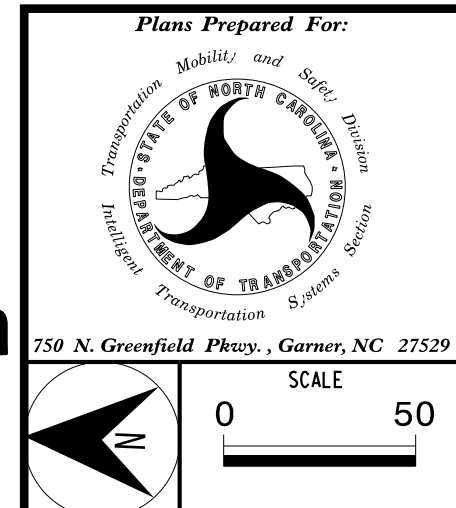 Plans Prepared For:
Transportation Mobility and Safety Division
STATE OF NORTH CAROLINA
DEPARTMENT OF TRANSPORTATION
Intelligent Transportation Systems Section
750 N. Greenfield Pkwy. , Garner, NC 27529
N
SCALE
0 50